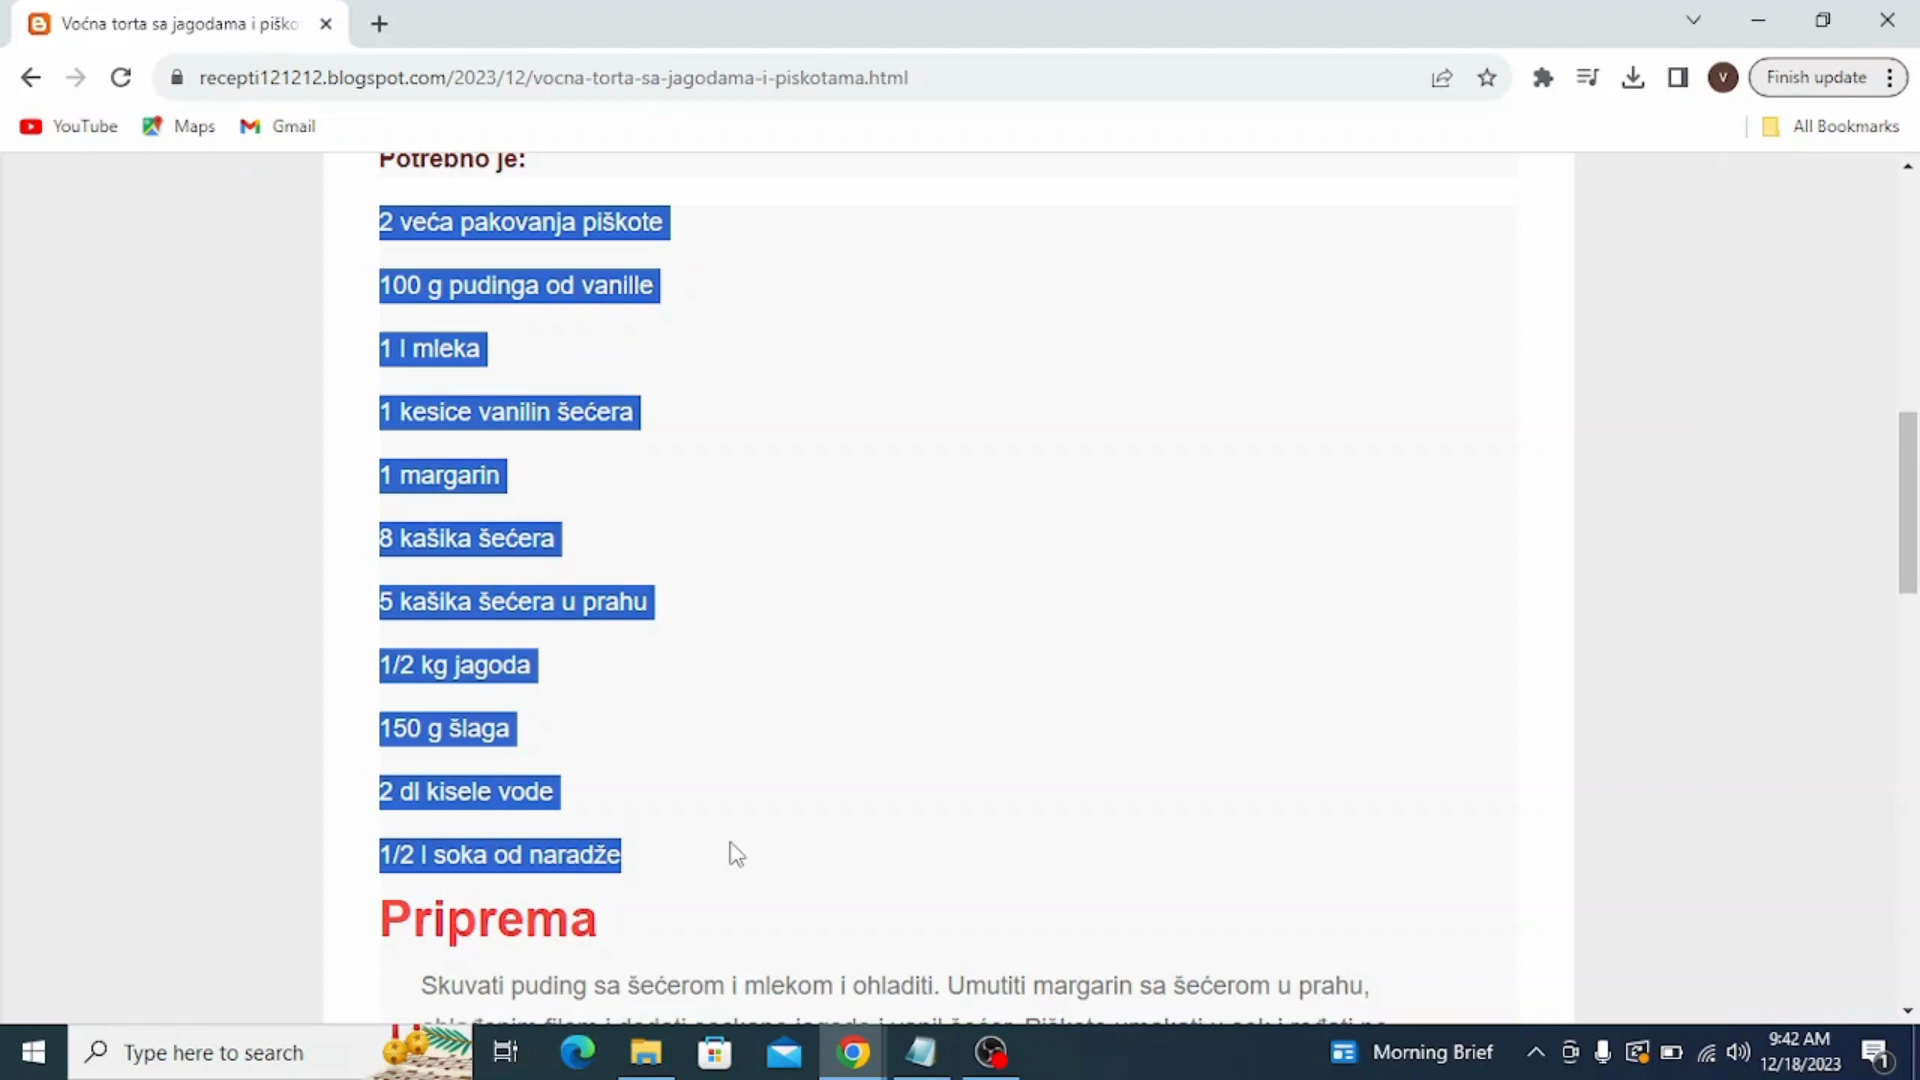 Voćna torta sa jagodama i piško
recepti121212.blogspot.com/2023/12/vocna-torta-sa-jagodama-i-piskotama.html
V
Finish update
YouTube
Maps
Gmail
All Bookmarks
Potrebno je:
2 veća pakovanja piškote
100 g pudinga od vanille
1 l mleka
1 kesice vanilin šećera
1 margarin
8 kašika šećera
5 kašika šećera u prahu
1/2 kg jagoda
150 g šlaga
2 dl kisele vode
1/2 l soka od naradže
Priprema
Skuvati puding sa šećerom i mlekom i ohladiti. Umutiti margarin sa šećerom u prahu,
Type here to search
Morning Brief
9:42 AM
12/18/2023
1